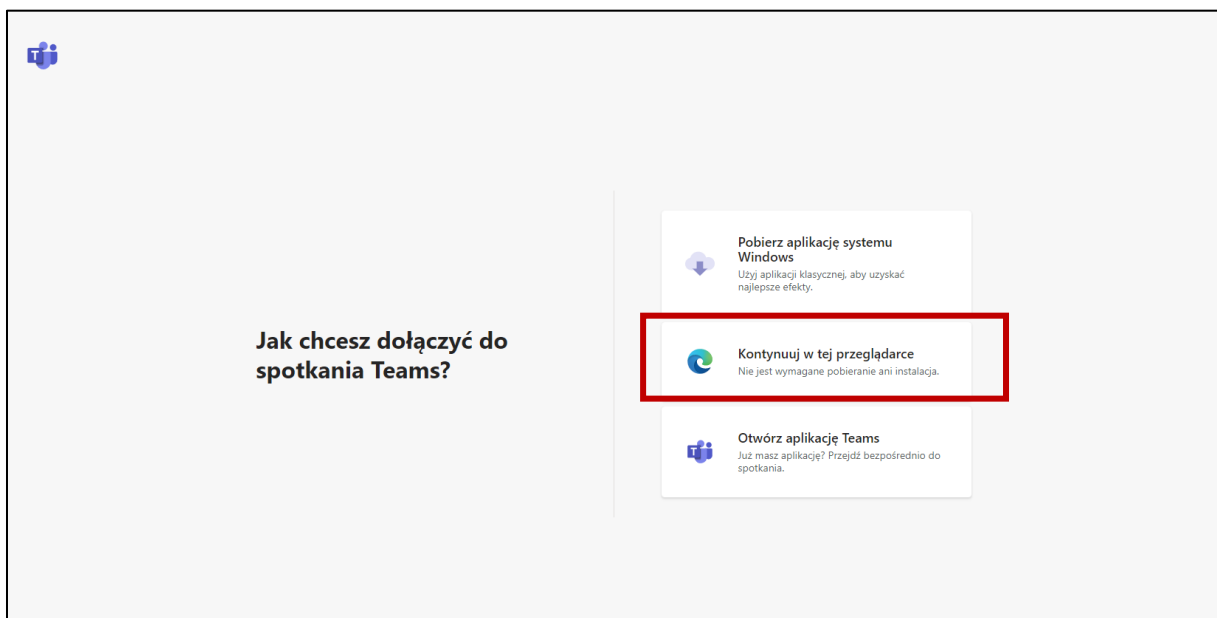 Jak chcesz dołączyć do
spotkania Teams?
Pobierz aplikację systemu
Windows
Użyj aplikacji klasycznej, aby uzyskać
najlepsze efekty.
Kontynuuj w tej przeglądarce
Nie jest wymagane pobieranie ani instalacja.
Otwórz aplikację Teams
Już masz aplikację? Przejdź bezpośrednio do
spotkania.